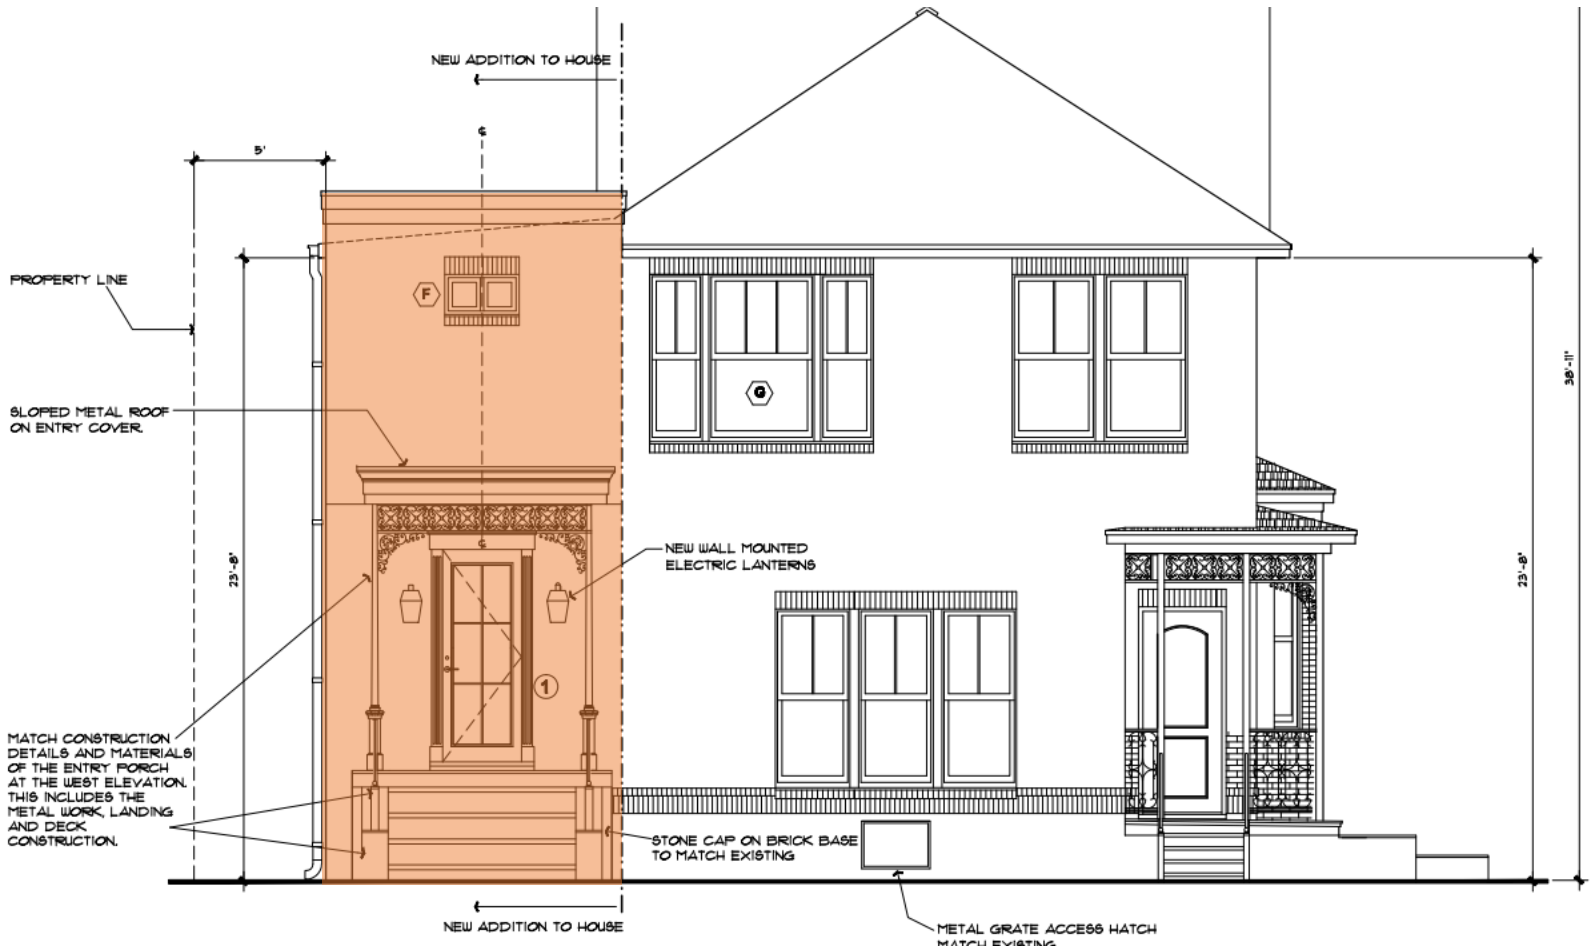 NEW ADDITION TO HOUSE
5'
PROPERTY LINE
F
G
38'-11"
SLOPED METAL ROOF
ON ENTRY COVER.
NEW WALL MOUNTED
ELECTRIC LANTERNS
23'-8"
23'-8"
1
MATCH CONSTRUCTION
DETAILS AND MATERIALS
OF THE ENTRY PORCH
AT THE WEST ELEVATION.
THIS INCLUDES THE
METAL WORK, LANDING
AND DECK
CONSTRUCTION.
STONE CAP ON BRICK BASE
TO MATCH EXISTING
NEW ADDITION TO HOUSE
METAL GRATE ACCESS HATCH
MATCH EXISTING